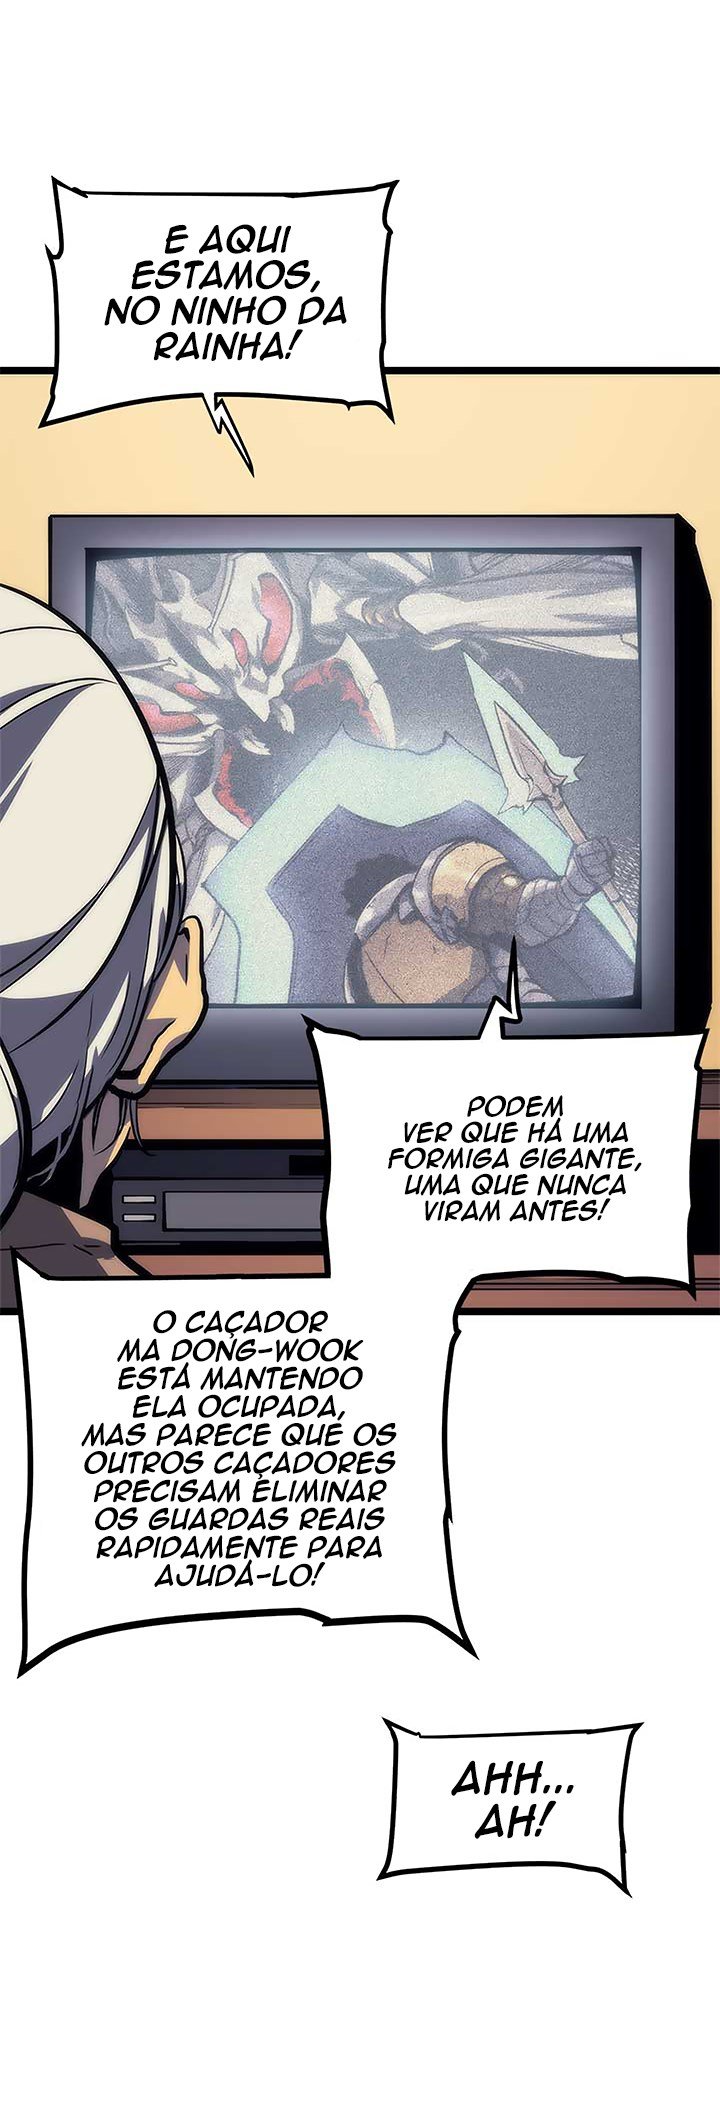 E AQUI
ESTAMOS,
NO NINHO DA
RAINHA!
PODEM
VER QUE HÁ UMA
FORMIGA GIGANTE,
UMA QUE NUNCA
VIRAM ANTES!
O CAÇADOR
MA DONG-WOOK
ESTÁ MANTENDO
ELA OCUPADA,
MAS PARECE QUE OS
OUTROS CAÇADORES
PRECISAM ELIMINAR
OS GUARDAS REAIS
RAPIDAMENTE PARA
AJUDÁ-LO!
AHH...
AH!